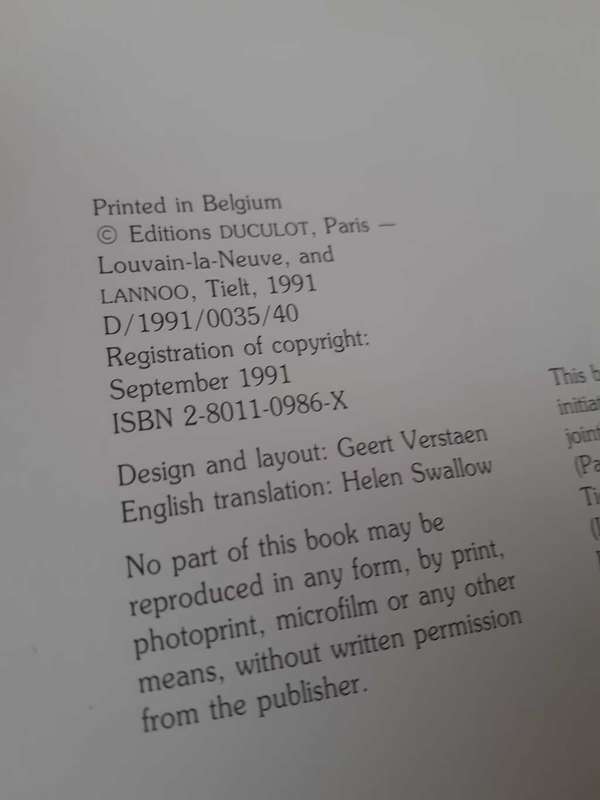 Printed in Belgium
© Editions DUCULOT, Paris —
Louvain-la-Neuve, and
LANNOO, Tielt, 1991
D/1991/0035/40
Registration of copyright:
September 1991
ISBN 2-8011-0986-X
Design and layout: Geert Verstaen
English translation: Helen Swallow
No part of this book may be
reproduced in any form, by print,
photoprint, microfilm or any other
means, without written permission
from the publisher.
This